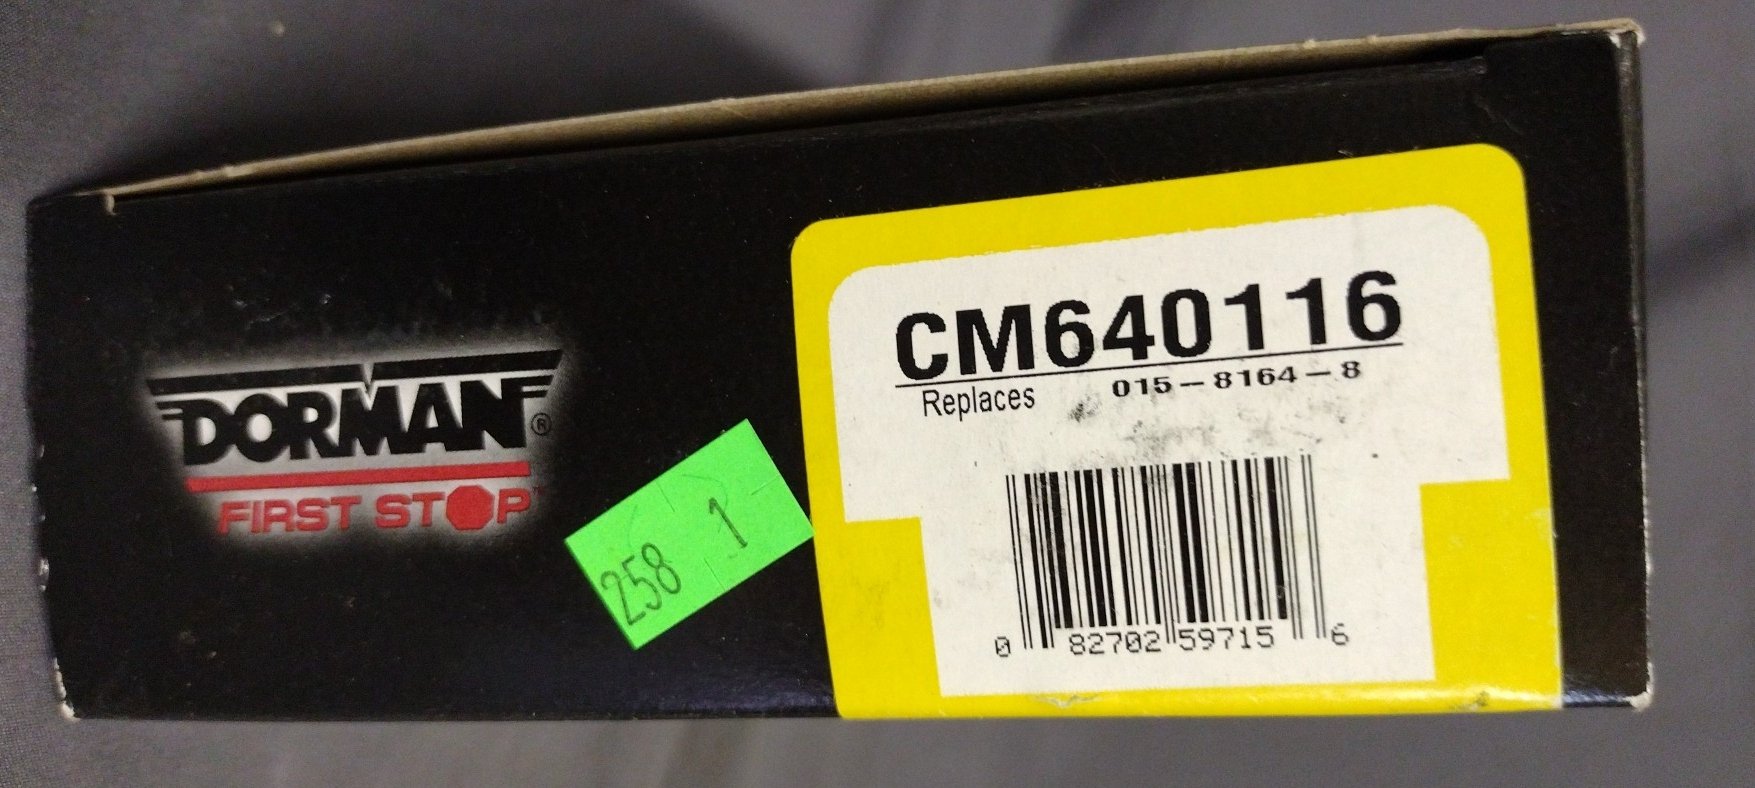 DORMAN®
FIRST STOP™
258 1
CM640116
Replaces 015-8164-8
0 82702 59715 6